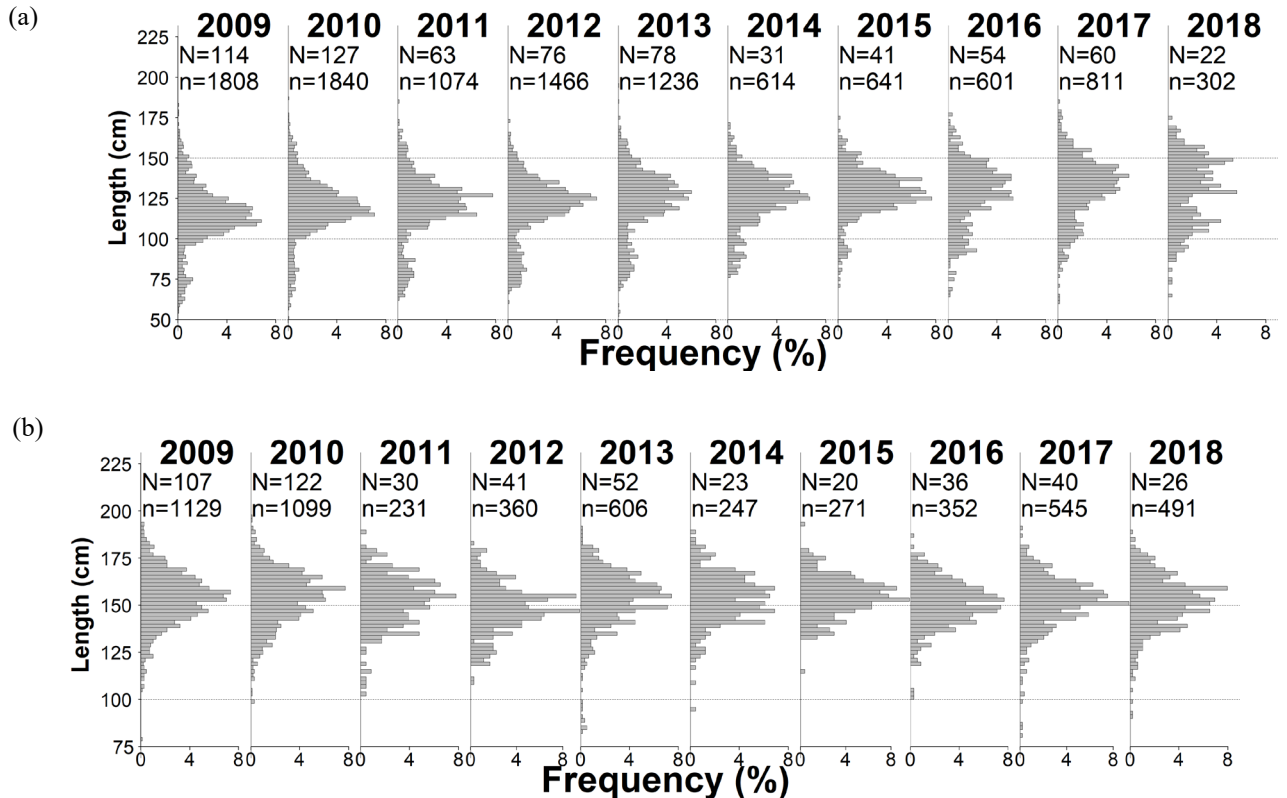 (a)
2009 2010 2011 2012 2013 2014 2015 2016 2017 2018
225
N=114 N=127 N=63 N=76 N=78 N=31 N=41 N=54 N=60 N=22
200
n=1808 n=1840 n=1074 n=1466 n=1236 n=614 n=641 n=601 n=811 n=302
175
150
125
100
75
50
Length (cm)
0 4 80 4 80 4 80 4 80 4 80 4 80 4 80 4 80 4 80 4 8
Frequency (%)
(b)
2009 2010 2011 2012 2013 2014 2015 2016 2017 2018
225
N=107 N=122 N=30 N=41 N=52 N=23 N=20 N=36 N=40 N=26
200
n=1129 n=1099 n=231 n=360 n=606 n=247 n=271 n=352 n=545 n=491
175
150
125
100
75
Length (cm)
0 4 80 4 80 4 80 4 80 4 80 4 80 4 80 4 80 4 80 4 8
Frequency (%)